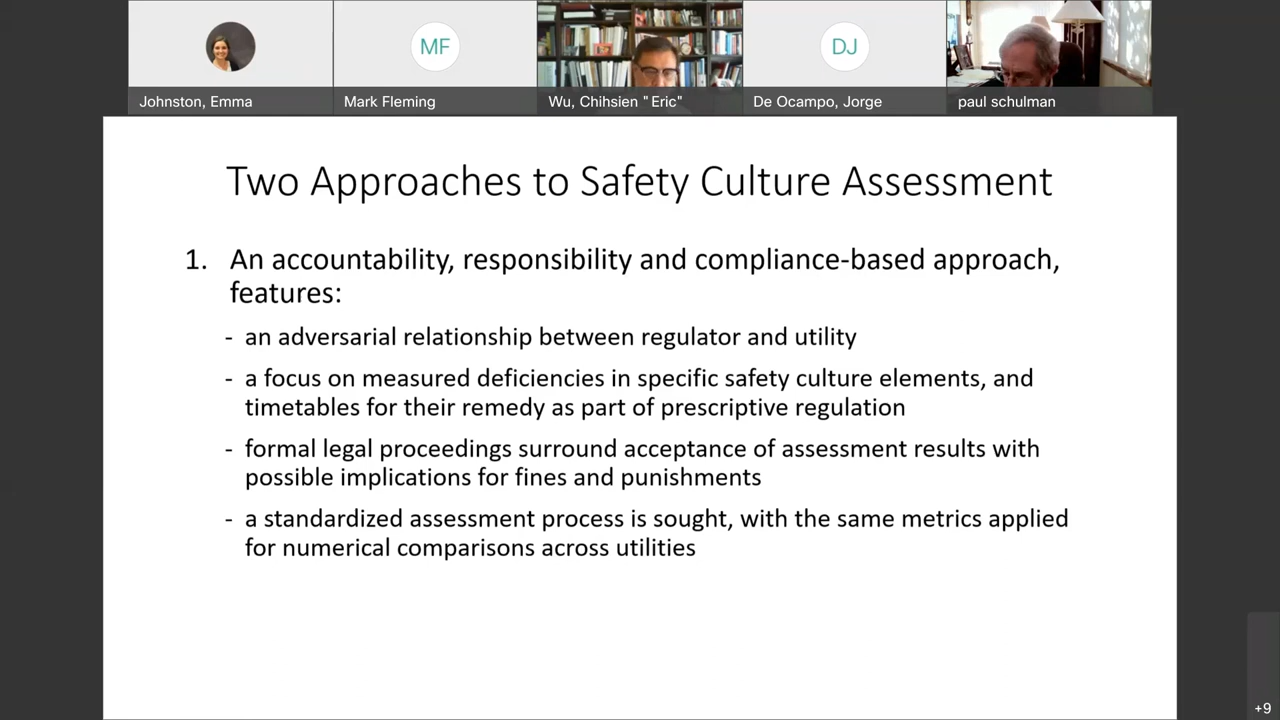 MF
DJ
Johnston, Emma
Mark Fleming
Wu, Chihsien "Eric"
De Ocampo, Jorge
paul schulman
Two Approaches to Safety Culture Assessment
1. An accountability, responsibility and compliance-based approach,
features:
- an adversarial relationship between regulator and utility
- a focus on measured deficiencies in specific safety culture elements, and
timetables for their remedy as part of prescriptive regulation
- formal legal proceedings surround acceptance of assessment results with
possible implications for fines and punishments
- a standardized assessment process is sought, with the same metrics applied
for numerical comparisons across utilities
+9